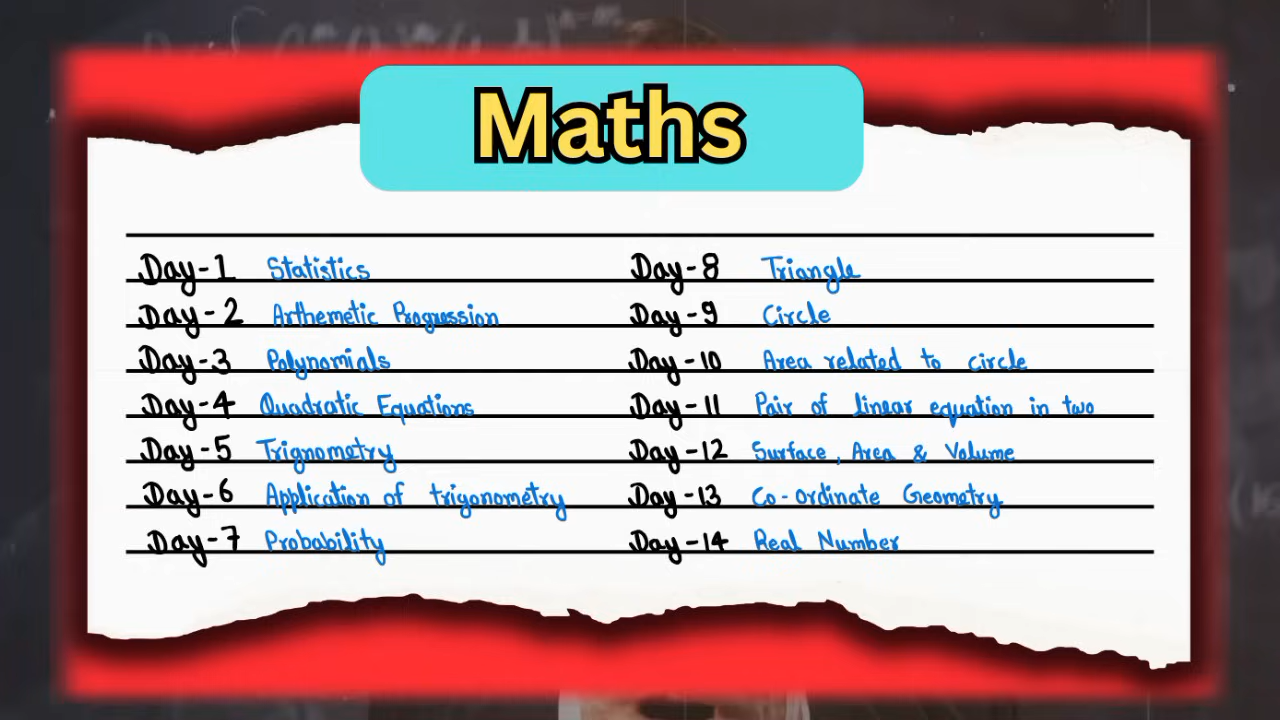 Maths
Day-1 Statistics
Day-2 Arthemetic Progression
Day-3 Polynomials
Day-4 Quadratic Equations
Day-5 Trignometry
Day-6 Application of trigonometry
Day-7 Probability
Day-8 Triangle
Day-9 Circle
Day-10 Area related to circle
Day-11 Pair of linear equation in two
Day-12 Surface, Area & Volume
Day-13 Co-ordinate Geometry
Day-14 Real Number